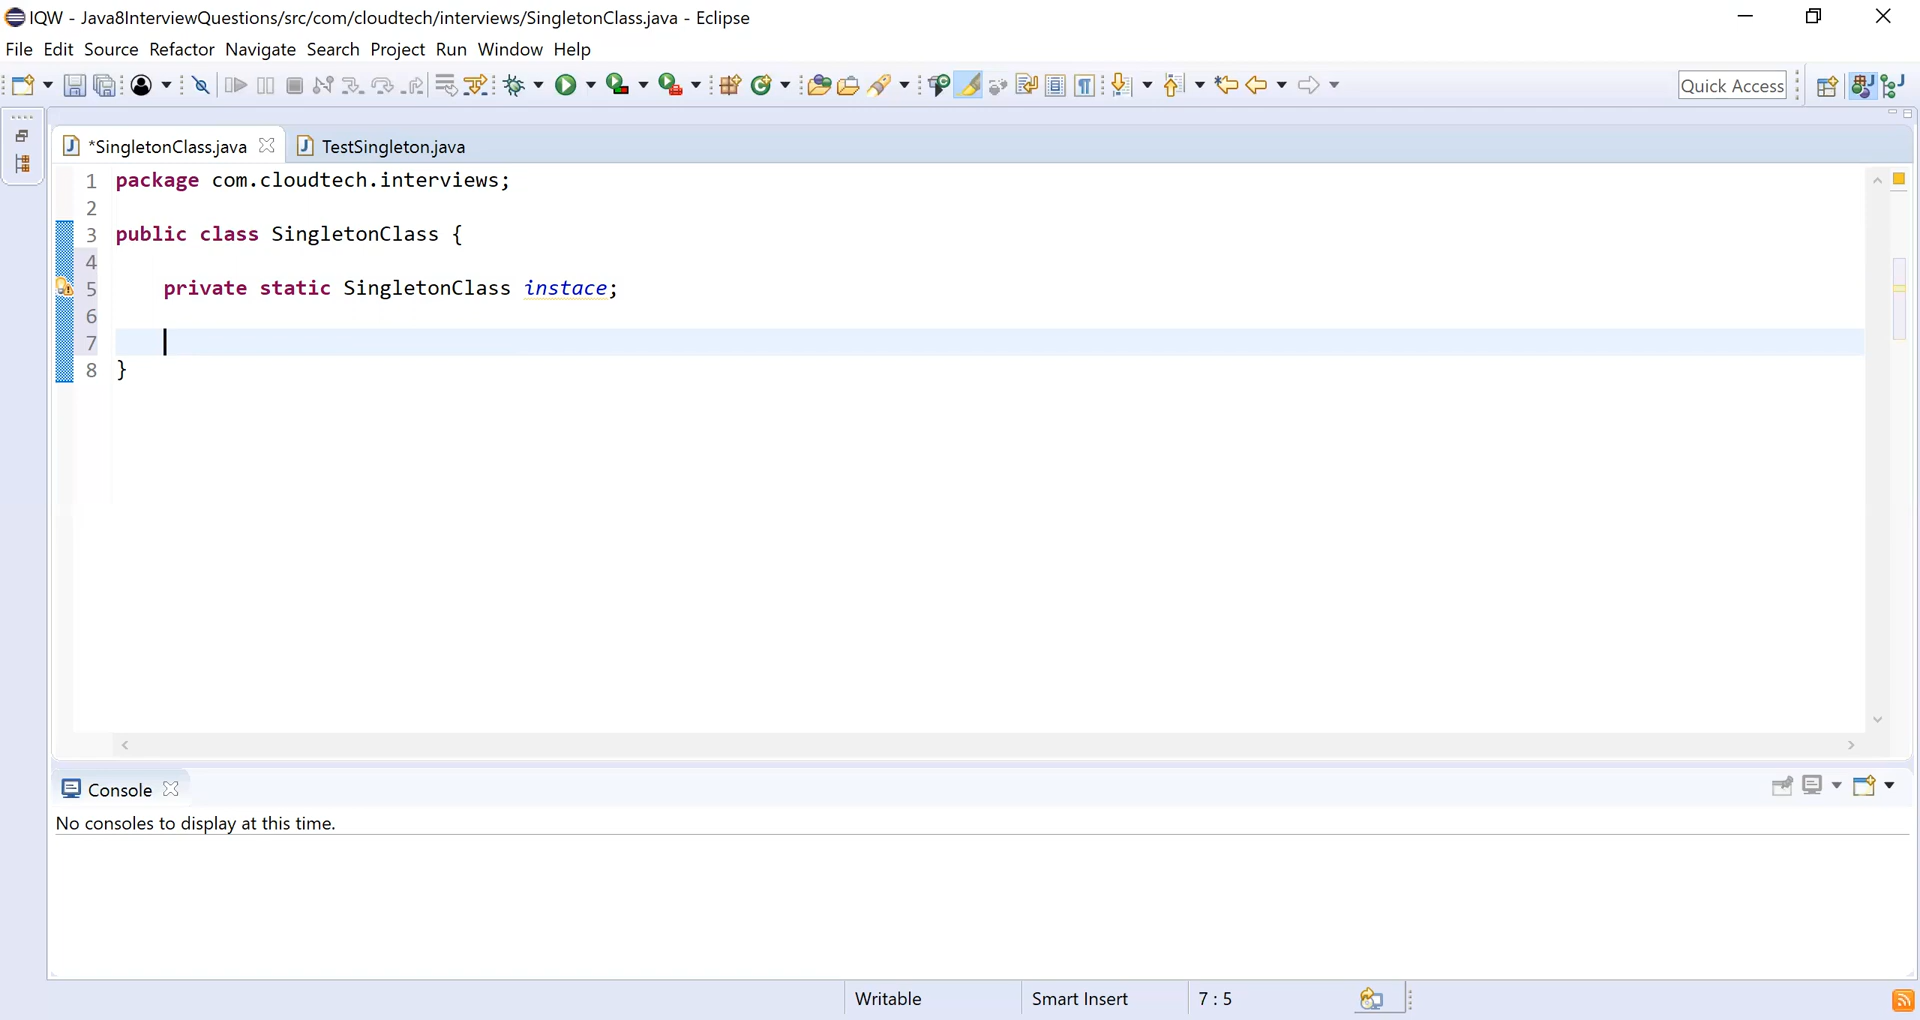 IQW - Java8InterviewQuestions/src/com/cloudtech/interviews/SingletonClass.java - Eclipse
File Edit Source Refactor Navigate Search Project Run Window Help
Quick Access
*SingletonClass.java TestSingleton.java
1 package com.cloudtech.interviews;
2
3 public class SingletonClass {
4
5 private static SingletonClass instace;
6
7
8 }
Console
No consoles to display at this time.
Writable Smart Insert 7 : 5